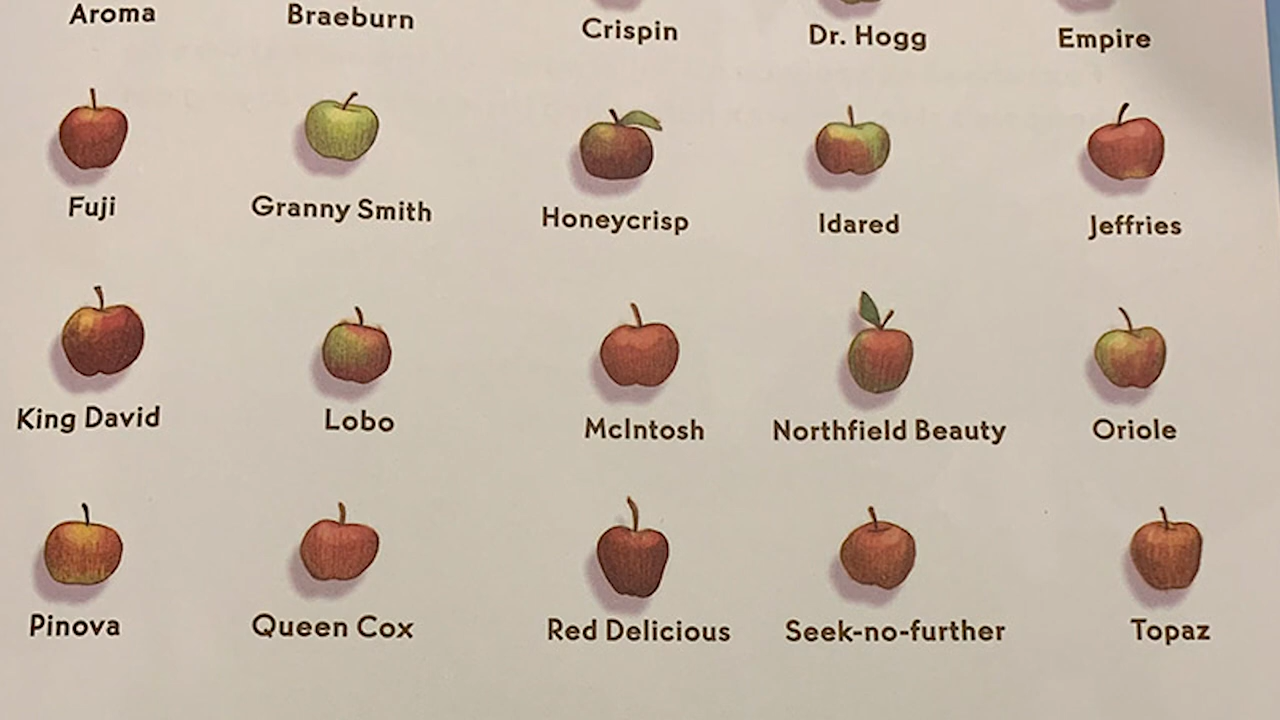 Aroma
Braeburn
Crispin
Dr. Hogg
Empire
Fuji
Granny Smith
Honeycrisp
Idared
Jeffries
King David
Lobo
McIntosh
Northfield Beauty
Oriole
Pinova
Queen Cox
Red Delicious
Seek-no-further
Topaz